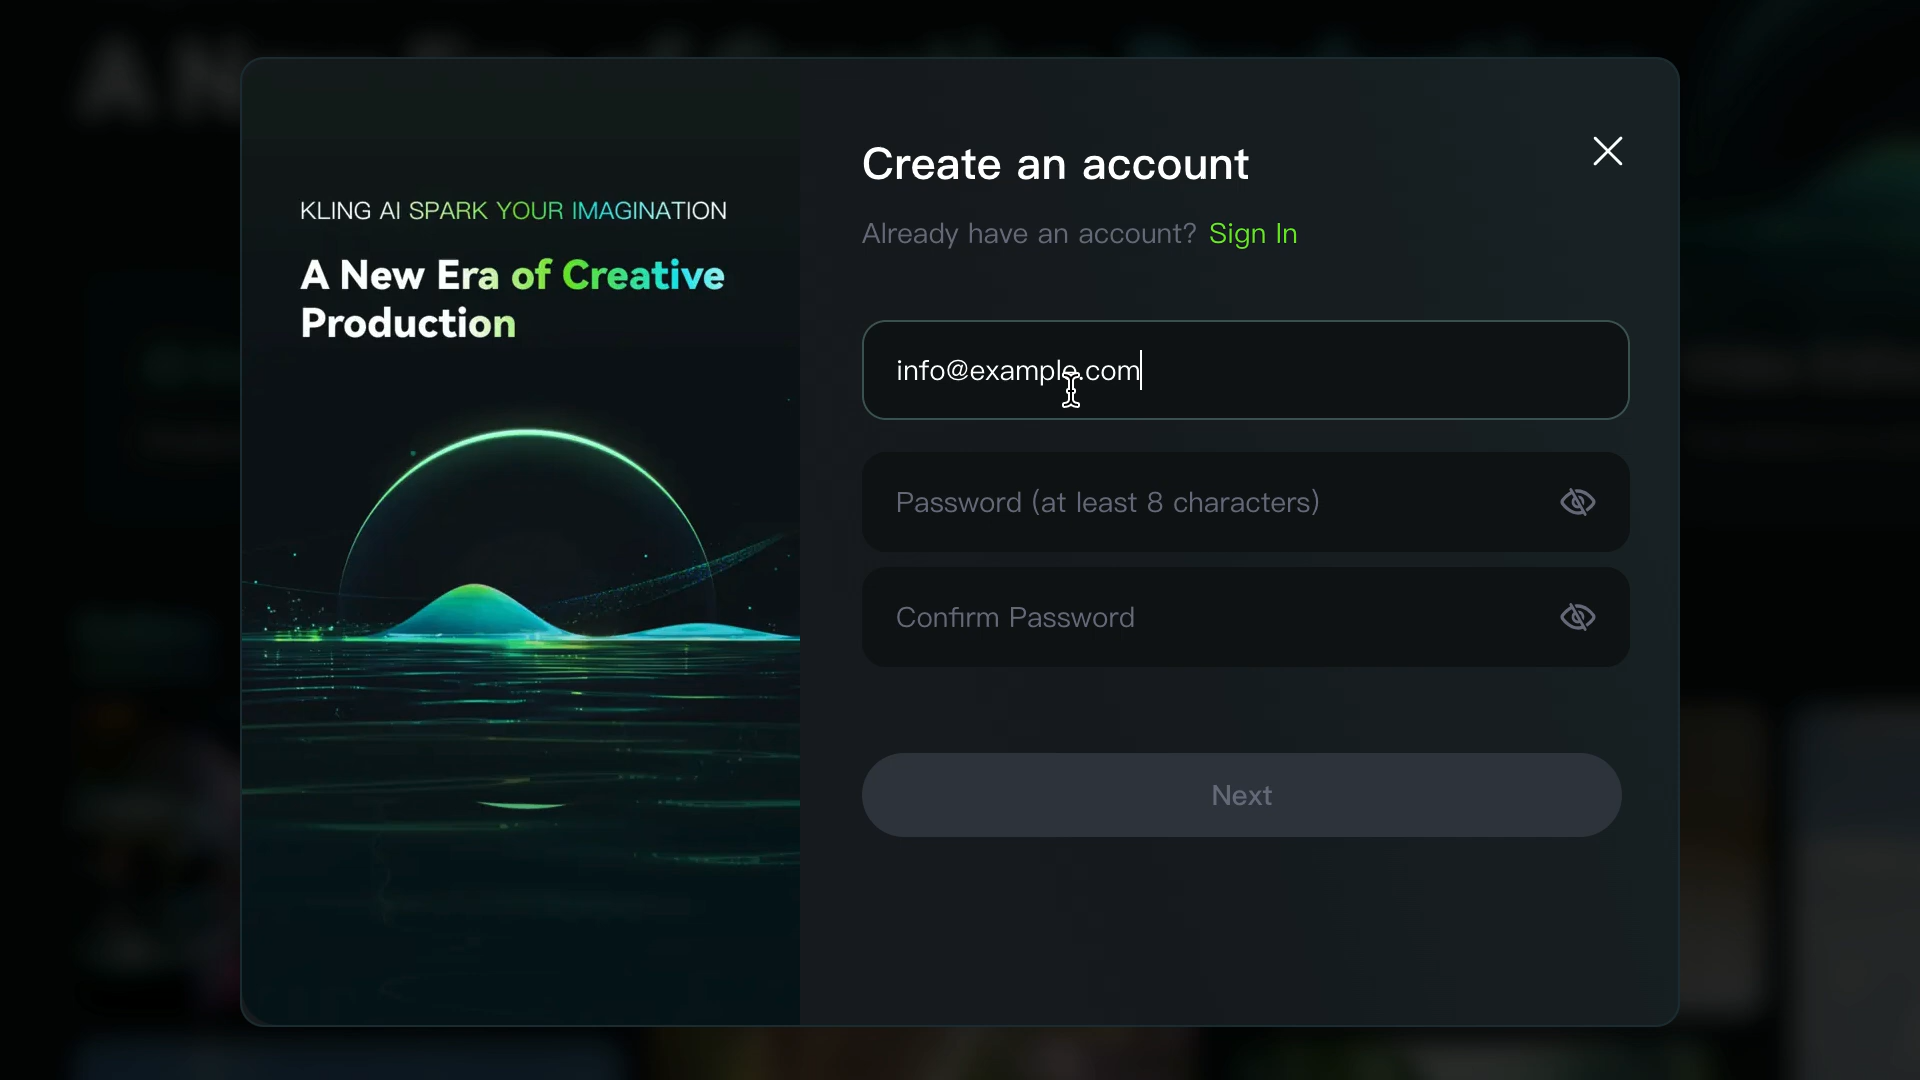 KLING AI SPARK YOUR IMAGINATION
A New Era of Creative
Production
Create an account
Already have an account? Sign In
info@example.com
Password (at least 8 characters)
Confirm Password
Next